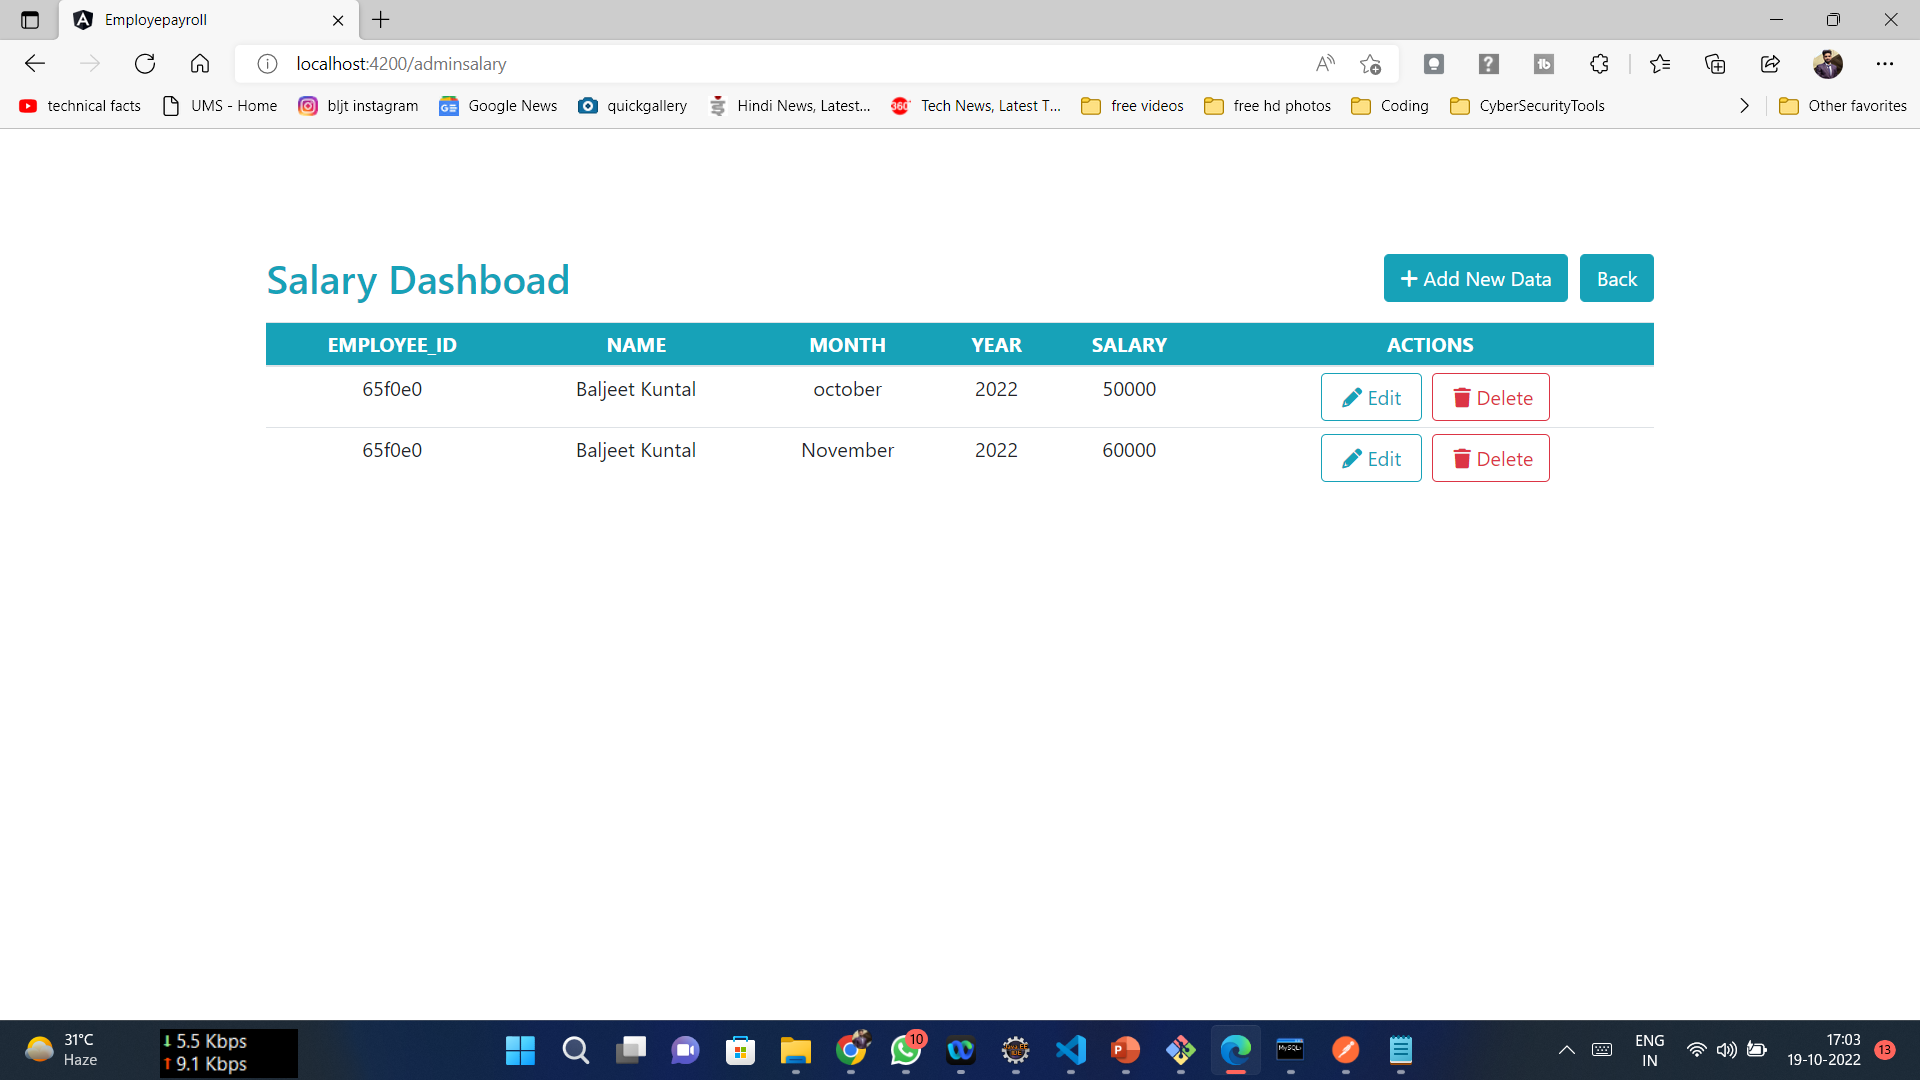 Employepayroll
localhost:4200/adminsalary
technical facts UMS - Home bljt instagram Google News quickgallery Hindi News, Latest... 360 Tech News, Latest T... free videos free hd photos Coding CyberSecurityTools Other favorites
Salary Dashboad
+ Add New Data Back
EMPLOYEE_ID NAME MONTH YEAR SALARY ACTIONS
65f0e0 Baljeet Kuntal october 2022 50000 Edit Delete
65f0e0 Baljeet Kuntal November 2022 60000 Edit Delete
31°C
Haze
5.5 Kbps
9.1 Kbps
10
ENG
IN
17:03
19-10-2022
13